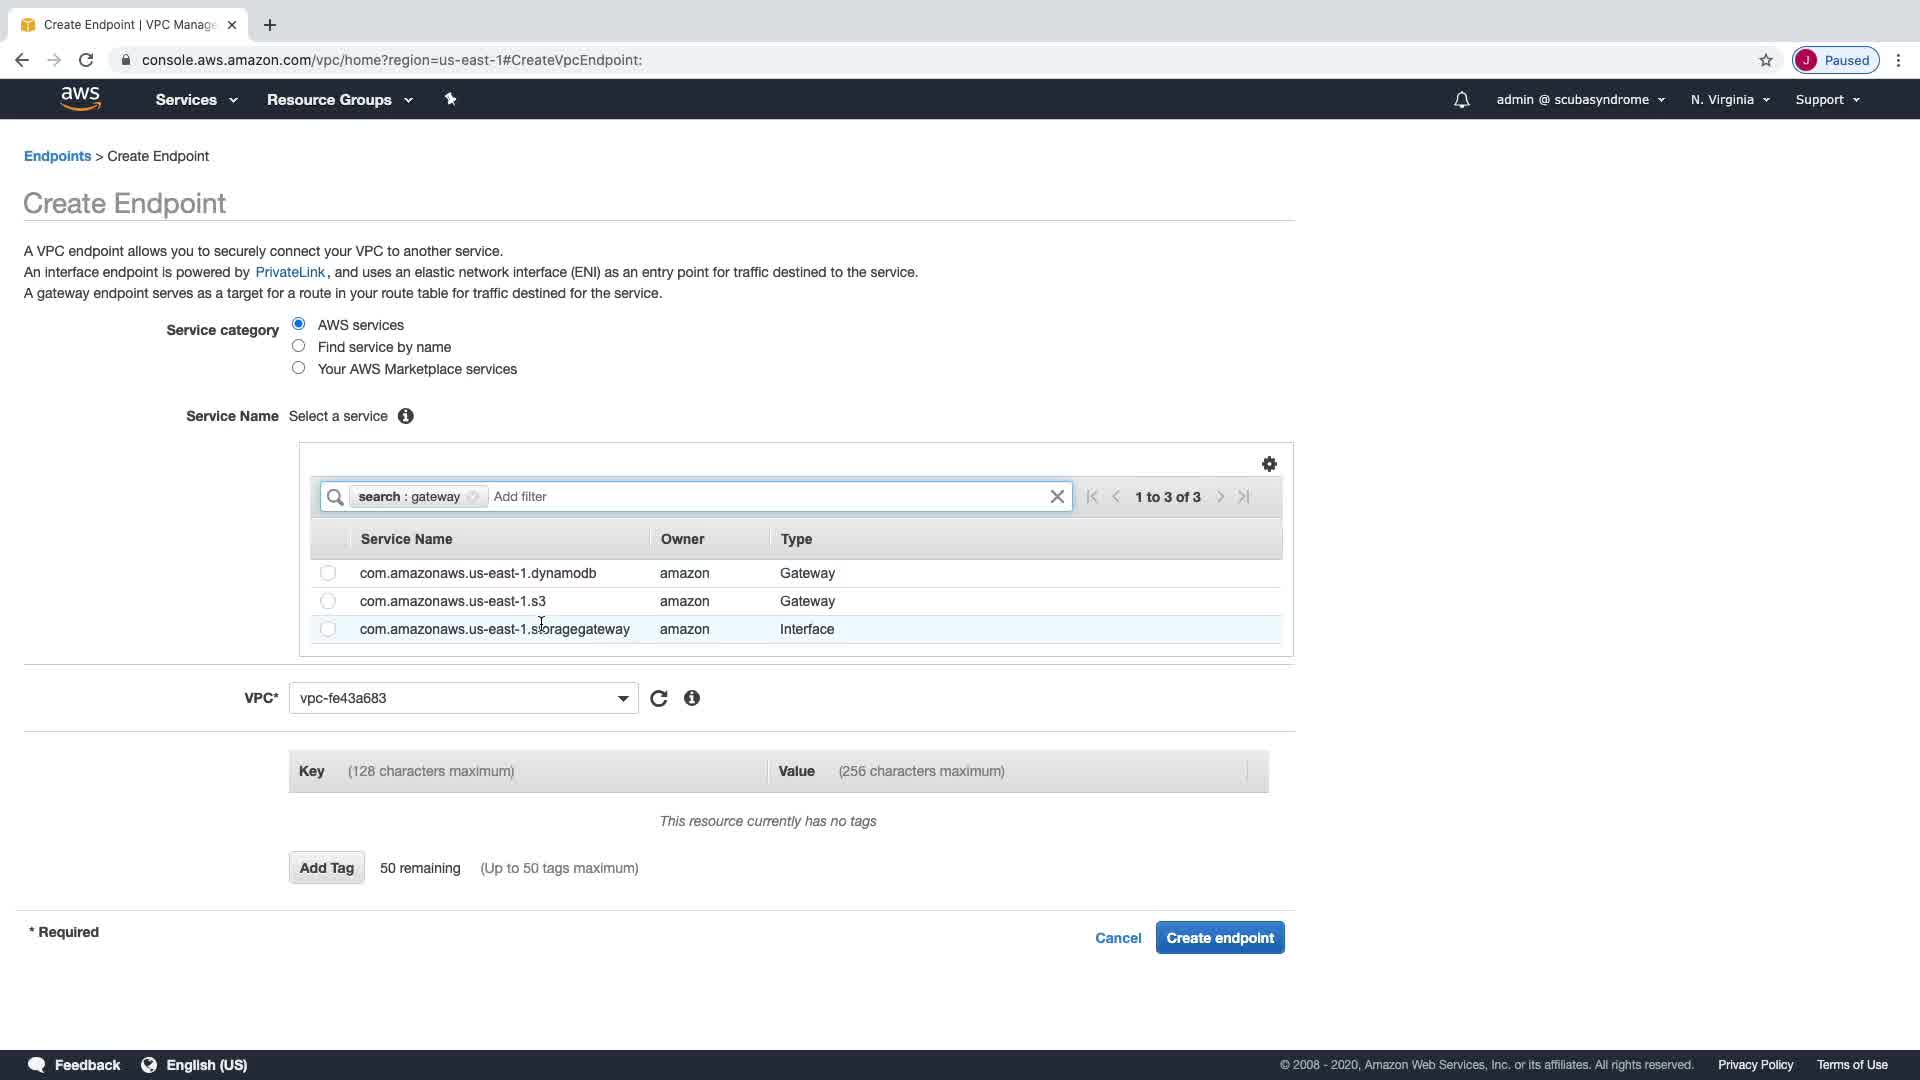 Create Endpoint | VPC Manage
console.aws.amazon.com/vpc/home?region=us-east-1#CreateVpcEndpoint:
J Paused
aws Services Resource Groups admin @ scubasyndrome N. Virginia Support
Endpoints > Create Endpoint
Create Endpoint
A VPC endpoint allows you to securely connect your VPC to another service.
An interface endpoint is powered by PrivateLink, and uses an elastic network interface (ENI) as an entry point for traffic destined to the service.
A gateway endpoint serves as a target for a route in your route table for traffic destined for the service.
Service category AWS services
Find service by name
Your AWS Marketplace services
Service Name Select a service
search : gateway Add filter 1 to 3 of 3
Service Name Owner Type
com.amazonaws.us-east-1.dynamodb amazon Gateway
com.amazonaws.us-east-1.s3 amazon Gateway
com.amazonaws.us-east-1.storagegateway amazon Interface
VPC* vpc-fe43a683
Key (128 characters maximum) Value (256 characters maximum)
This resource currently has no tags
Add Tag 50 remaining (Up to 50 tags maximum)
* Required
Cancel Create endpoint
Feedback English (US) © 2008 - 2020, Amazon Web Services, Inc. or its affiliates. All rights reserved. Privacy Policy Terms of Use